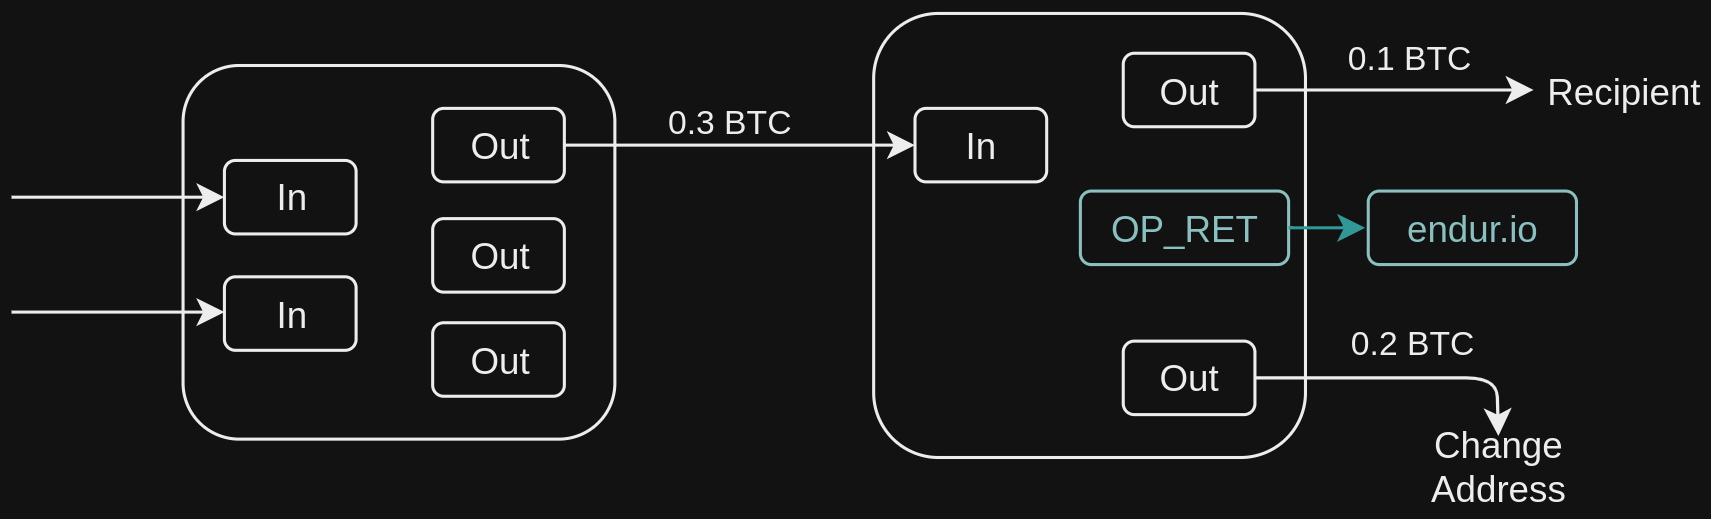 In
In
Out
Out
Out
0.3 BTC
In
Out
OP_RET
Out
0.1 BTC
Recipient
endur.io
0.2 BTC
Change
Address